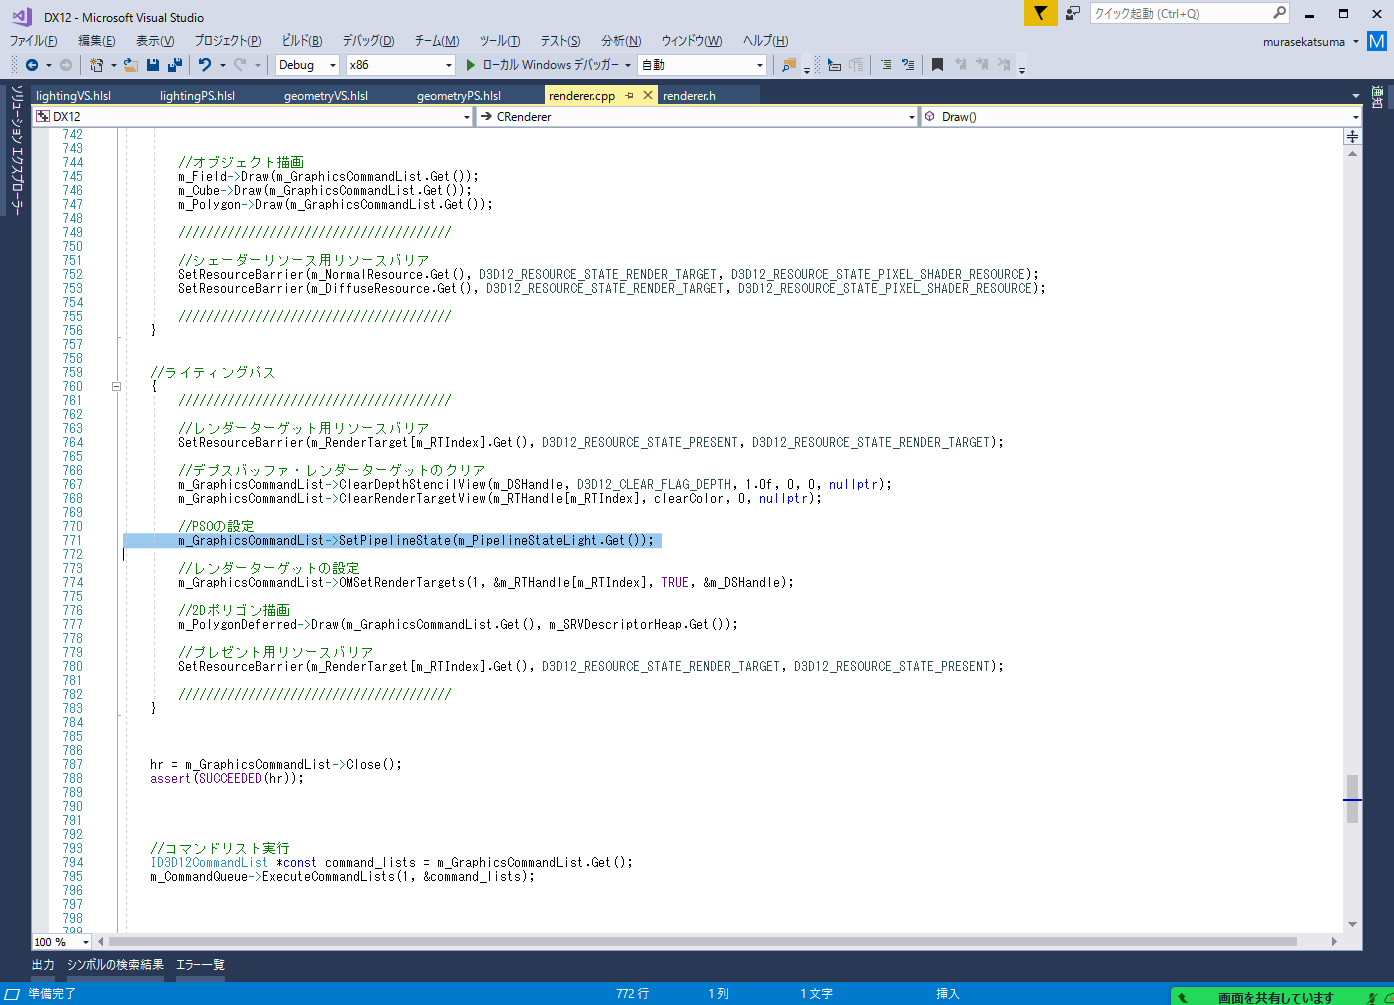 DX12 - Microsoft Visual Studio
クイック起動 (Ctrl+Q)
ファイル(F) 編集(E) 表示(V) プロジェクト(P) ビルド(B) デバッグ(D) チーム(M) ツール(T) テスト(S) 分析(N) ウィンドウ(W) ヘルプ(H)
murasekatsuma M
Debug x86 ローカル Windows デバッガー 自動
ソリューション エクスプローラー
通知
lightingVS.hlsl lightingPS.hlsl geometryVS.hlsl geometryPS.hlsl renderer.cpp renderer.h
DX12 CRenderer Draw()
742
743
744 //オブジェクト描画
745 m_Field->Draw(m_GraphicsCommandList.Get());
746 m_Cube->Draw(m_GraphicsCommandList.Get());
747 m_Polygon->Draw(m_GraphicsCommandList.Get());
748
749 ///////////////////////////////////////
750
751 //シェーダーリソース用リソースバリア
752 SetResourceBarrier(m_NormalResource.Get(), D3D12_RESOURCE_STATE_RENDER_TARGET, D3D12_RESOURCE_STATE_PIXEL_SHADER_RESOURCE);
753 SetResourceBarrier(m_DiffuseResource.Get(), D3D12_RESOURCE_STATE_RENDER_TARGET, D3D12_RESOURCE_STATE_PIXEL_SHADER_RESOURCE);
754
755 ///////////////////////////////////////
756 }
757
758
759 //ライティングパス
760 {
761 ///////////////////////////////////////
762
763 //レンダーターゲット用リソースバリア
764 SetResourceBarrier(m_RenderTarget[m_RTIndex].Get(), D3D12_RESOURCE_STATE_PRESENT, D3D12_RESOURCE_STATE_RENDER_TARGET);
765
766 //デプスバッファ・レンダーターゲットのクリア
767 m_GraphicsCommandList->ClearDepthStencilView(m_DSHandle, D3D12_CLEAR_FLAG_DEPTH, 1.0f, 0, 0, nullptr);
768 m_GraphicsCommandList->ClearRenderTargetView(m_RTHandle[m_RTIndex], clearColor, 0, nullptr);
769
770 //PSOの設定
771 m_GraphicsCommandList->SetPipelineState(m_PipelineStateLight.Get());
772
773 //レンダーターゲットの設定
774 m_GraphicsCommandList->OMSetRenderTargets(1, &m_RTHandle[m_RTIndex], TRUE, &m_DSHandle);
775
776 //2Dポリゴン描画
777 m_PolygonDeferred->Draw(m_GraphicsCommandList.Get(), m_SRVDescriptorHeap.Get());
778
779 //プレゼント用リソースバリア
780 SetResourceBarrier(m_RenderTarget[m_RTIndex].Get(), D3D12_RESOURCE_STATE_RENDER_TARGET, D3D12_RESOURCE_STATE_PRESENT);
781
782 ///////////////////////////////////////
783 }
784
785
786
787 hr = m_GraphicsCommandList->Close();
788 assert(SUCCEEDED(hr));
789
790
791
792
793 //コマンドリスト実行
794 ID3D12CommandList *const command_lists = m_GraphicsCommandList.Get();
795 m_CommandQueue->ExecuteCommandLists(1, &command_lists);
796
797
798
799
100 %
出力 シンボルの検索結果 エラー一覧
準備完了 772 行 1 列 1 文字 挿入
画面を共有しています